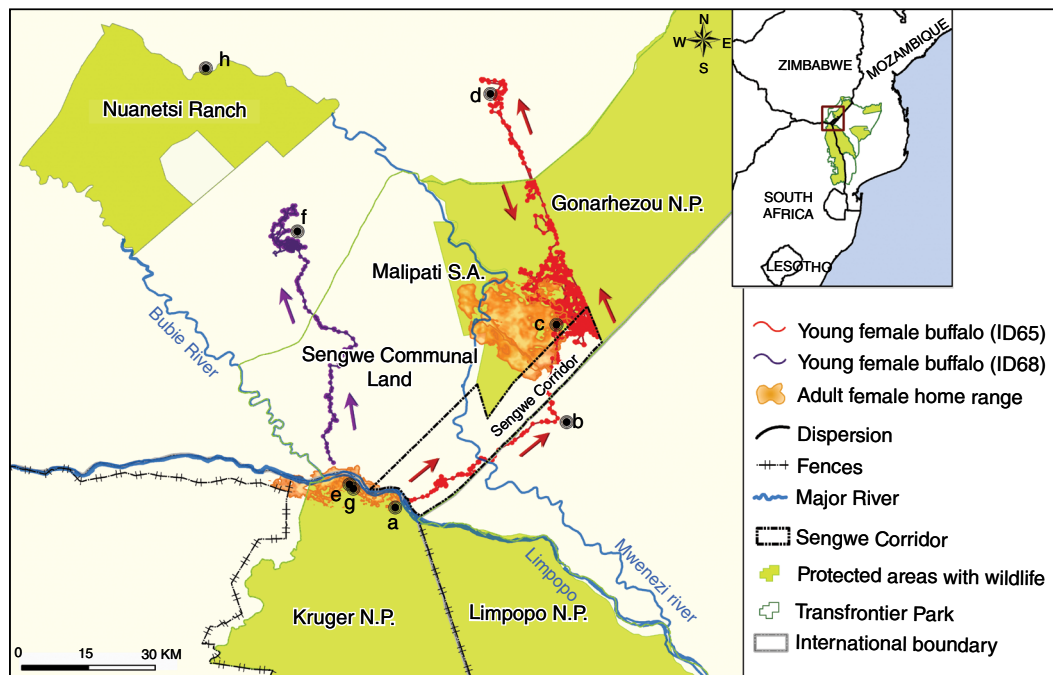 N
W E
S
h
Nuanetsi Ranch
d
Gonarhezou N.P.
f
Malipati S.A.
c
Bubie River
Sengwe Communal
Land
Sengwe Corridor
b
e
g
a
Mwenezi river
Limpopo
Kruger N.P.
Limpopo N.P.
0 15 30 KM
ZIMBABWE
MOZAMBIQUE
SOUTH
AFRICA
LESOTHO
Young female buffalo (ID65)
Young female buffalo (ID68)
Adult female home range
Dispersion
Fences
Major River
Sengwe Corridor
Protected areas with wildlife
Transfrontier Park
International boundary